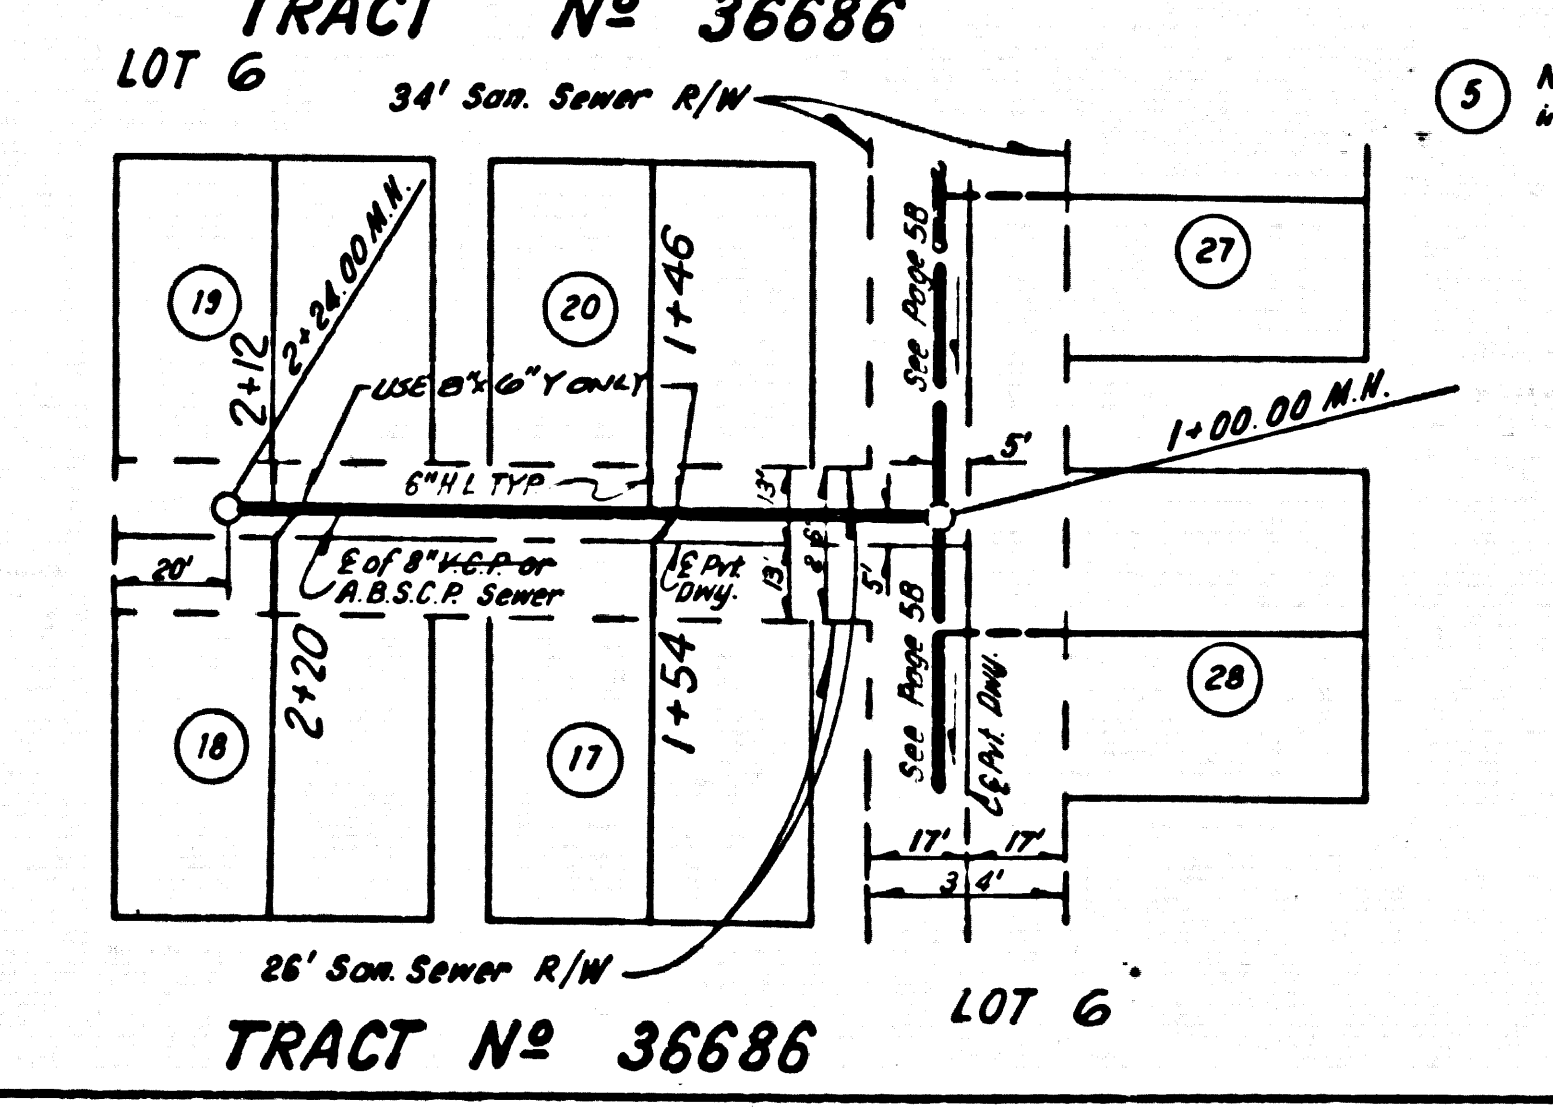 TRACT Nº 36686
LOT 6
34' San. Sewer R/W
5
19
2+12
2+24.00 M.H.
20
1+46
See Page 5B
27
USE 8"x 6" Y ONLY
1+00.00 M.H.
5'
6" H L TYP
13'
20'
℄ of 8" V.C.P. or
A.B.S.C.P. Sewer
℄ Pvt.
Dwy.
13'
8'
6'
5'
See Page 5B
2+20
1+54
18
17
28
℄ Pvt. Dwy.
17'
17'
34'
26' San. Sewer R/W
LOT 6
TRACT Nº 36686